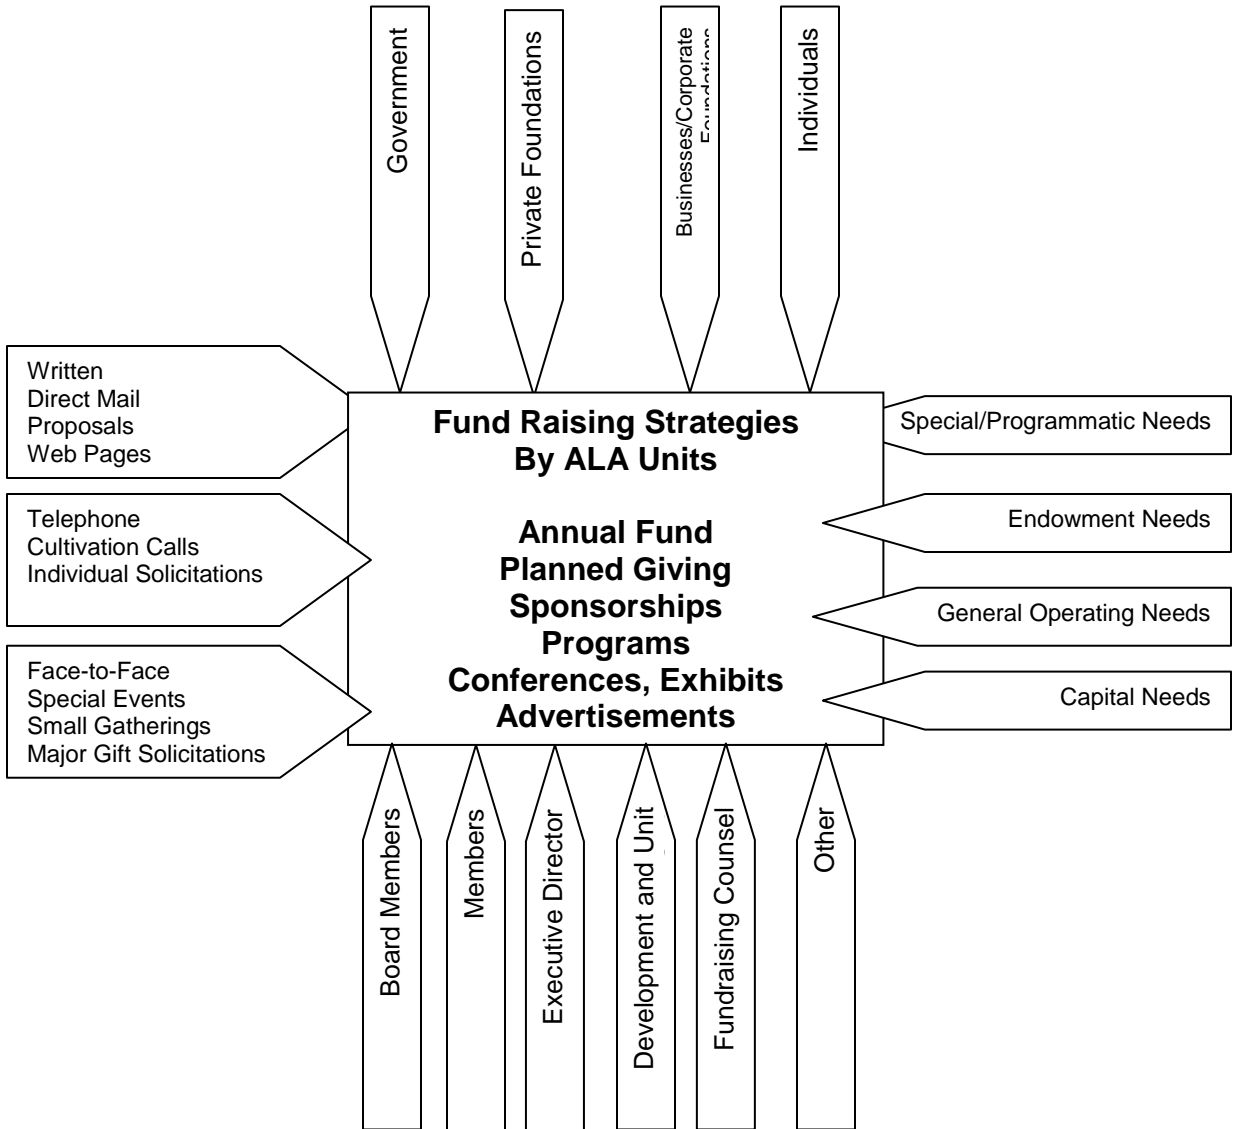 Government
Private Foundations
Businesses/Corporate
Foundations
Individuals
Written
Direct Mail
Proposals
Web Pages
Telephone
Cultivation Calls
Individual Solicitations
Face-to-Face
Special Events
Small Gatherings
Major Gift Solicitations
Fund Raising Strategies
By ALA Units
Annual Fund
Planned Giving
Sponsorships
Programs
Conferences, Exhibits
Advertisements
Special/Programmatic Needs
Endowment Needs
General Operating Needs
Capital Needs
Board Members
Members
Executive Director
Development and Unit
Fundraising Counsel
Other